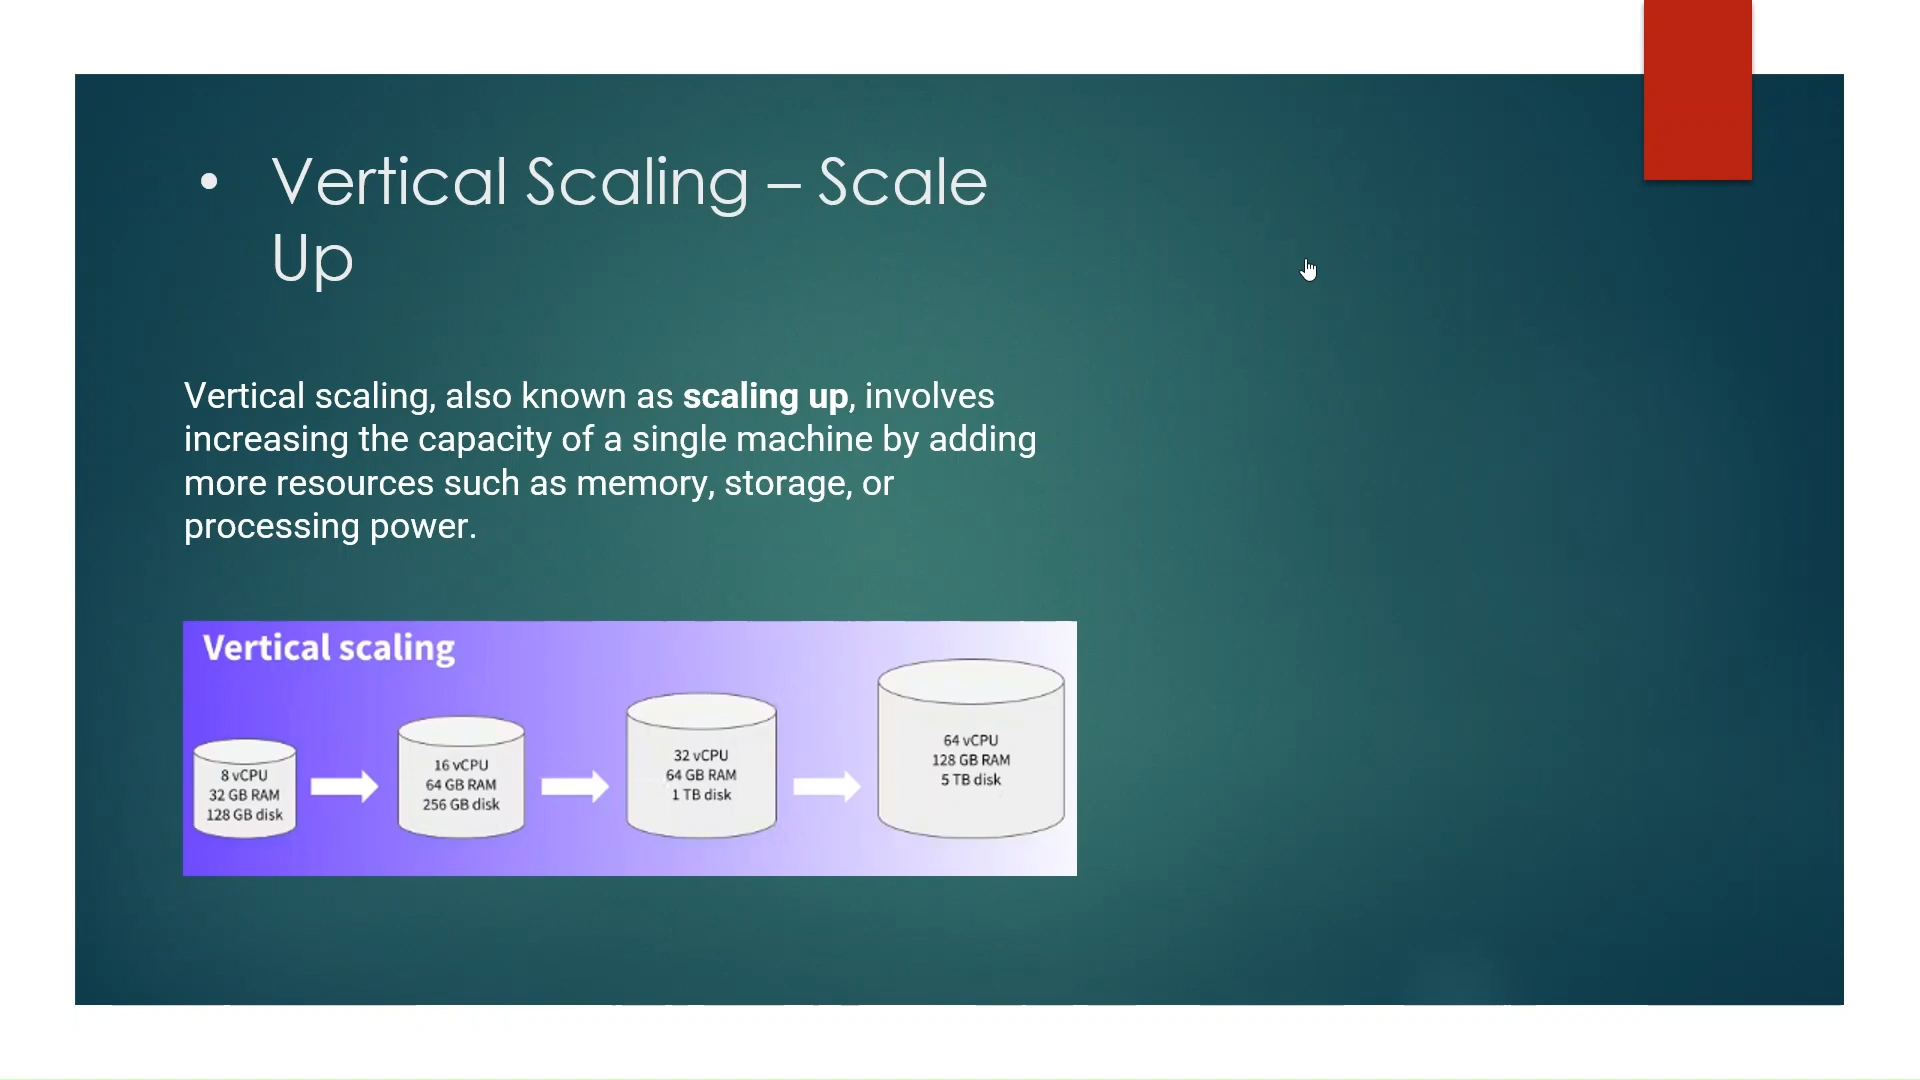 • Vertical Scaling – Scale
Up
Vertical scaling, also known as scaling up, involves
increasing the capacity of a single machine by adding
more resources such as memory, storage, or
processing power.
Vertical scaling
8 vCPU
32 GB RAM
128 GB disk
16 vCPU
64 GB RAM
256 GB disk
32 vCPU
64 GB RAM
1 TB disk
64 vCPU
128 GB RAM
5 TB disk